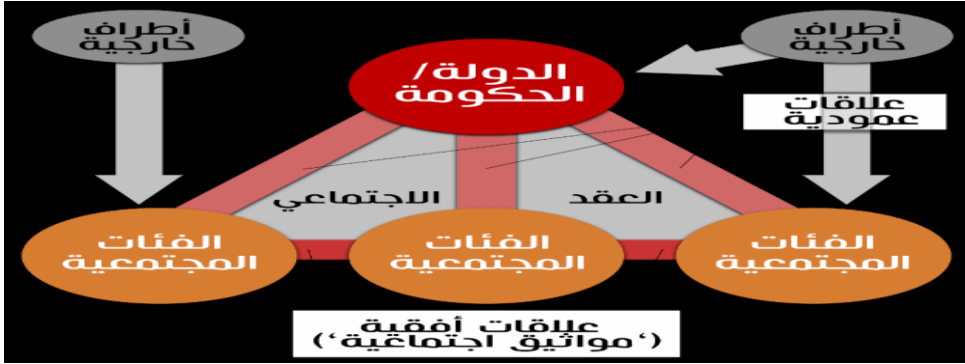 أطراف
خارجية
أطراف
خارجية
الدولة/
الحكومة
علاقات
عمودية
العقد
الاجتماعي
الفئات
المجتمعية
الفئات
المجتمعية
الفئات
المجتمعية
علاقات أفقية
(‘مواثيق اجتماعية‘)